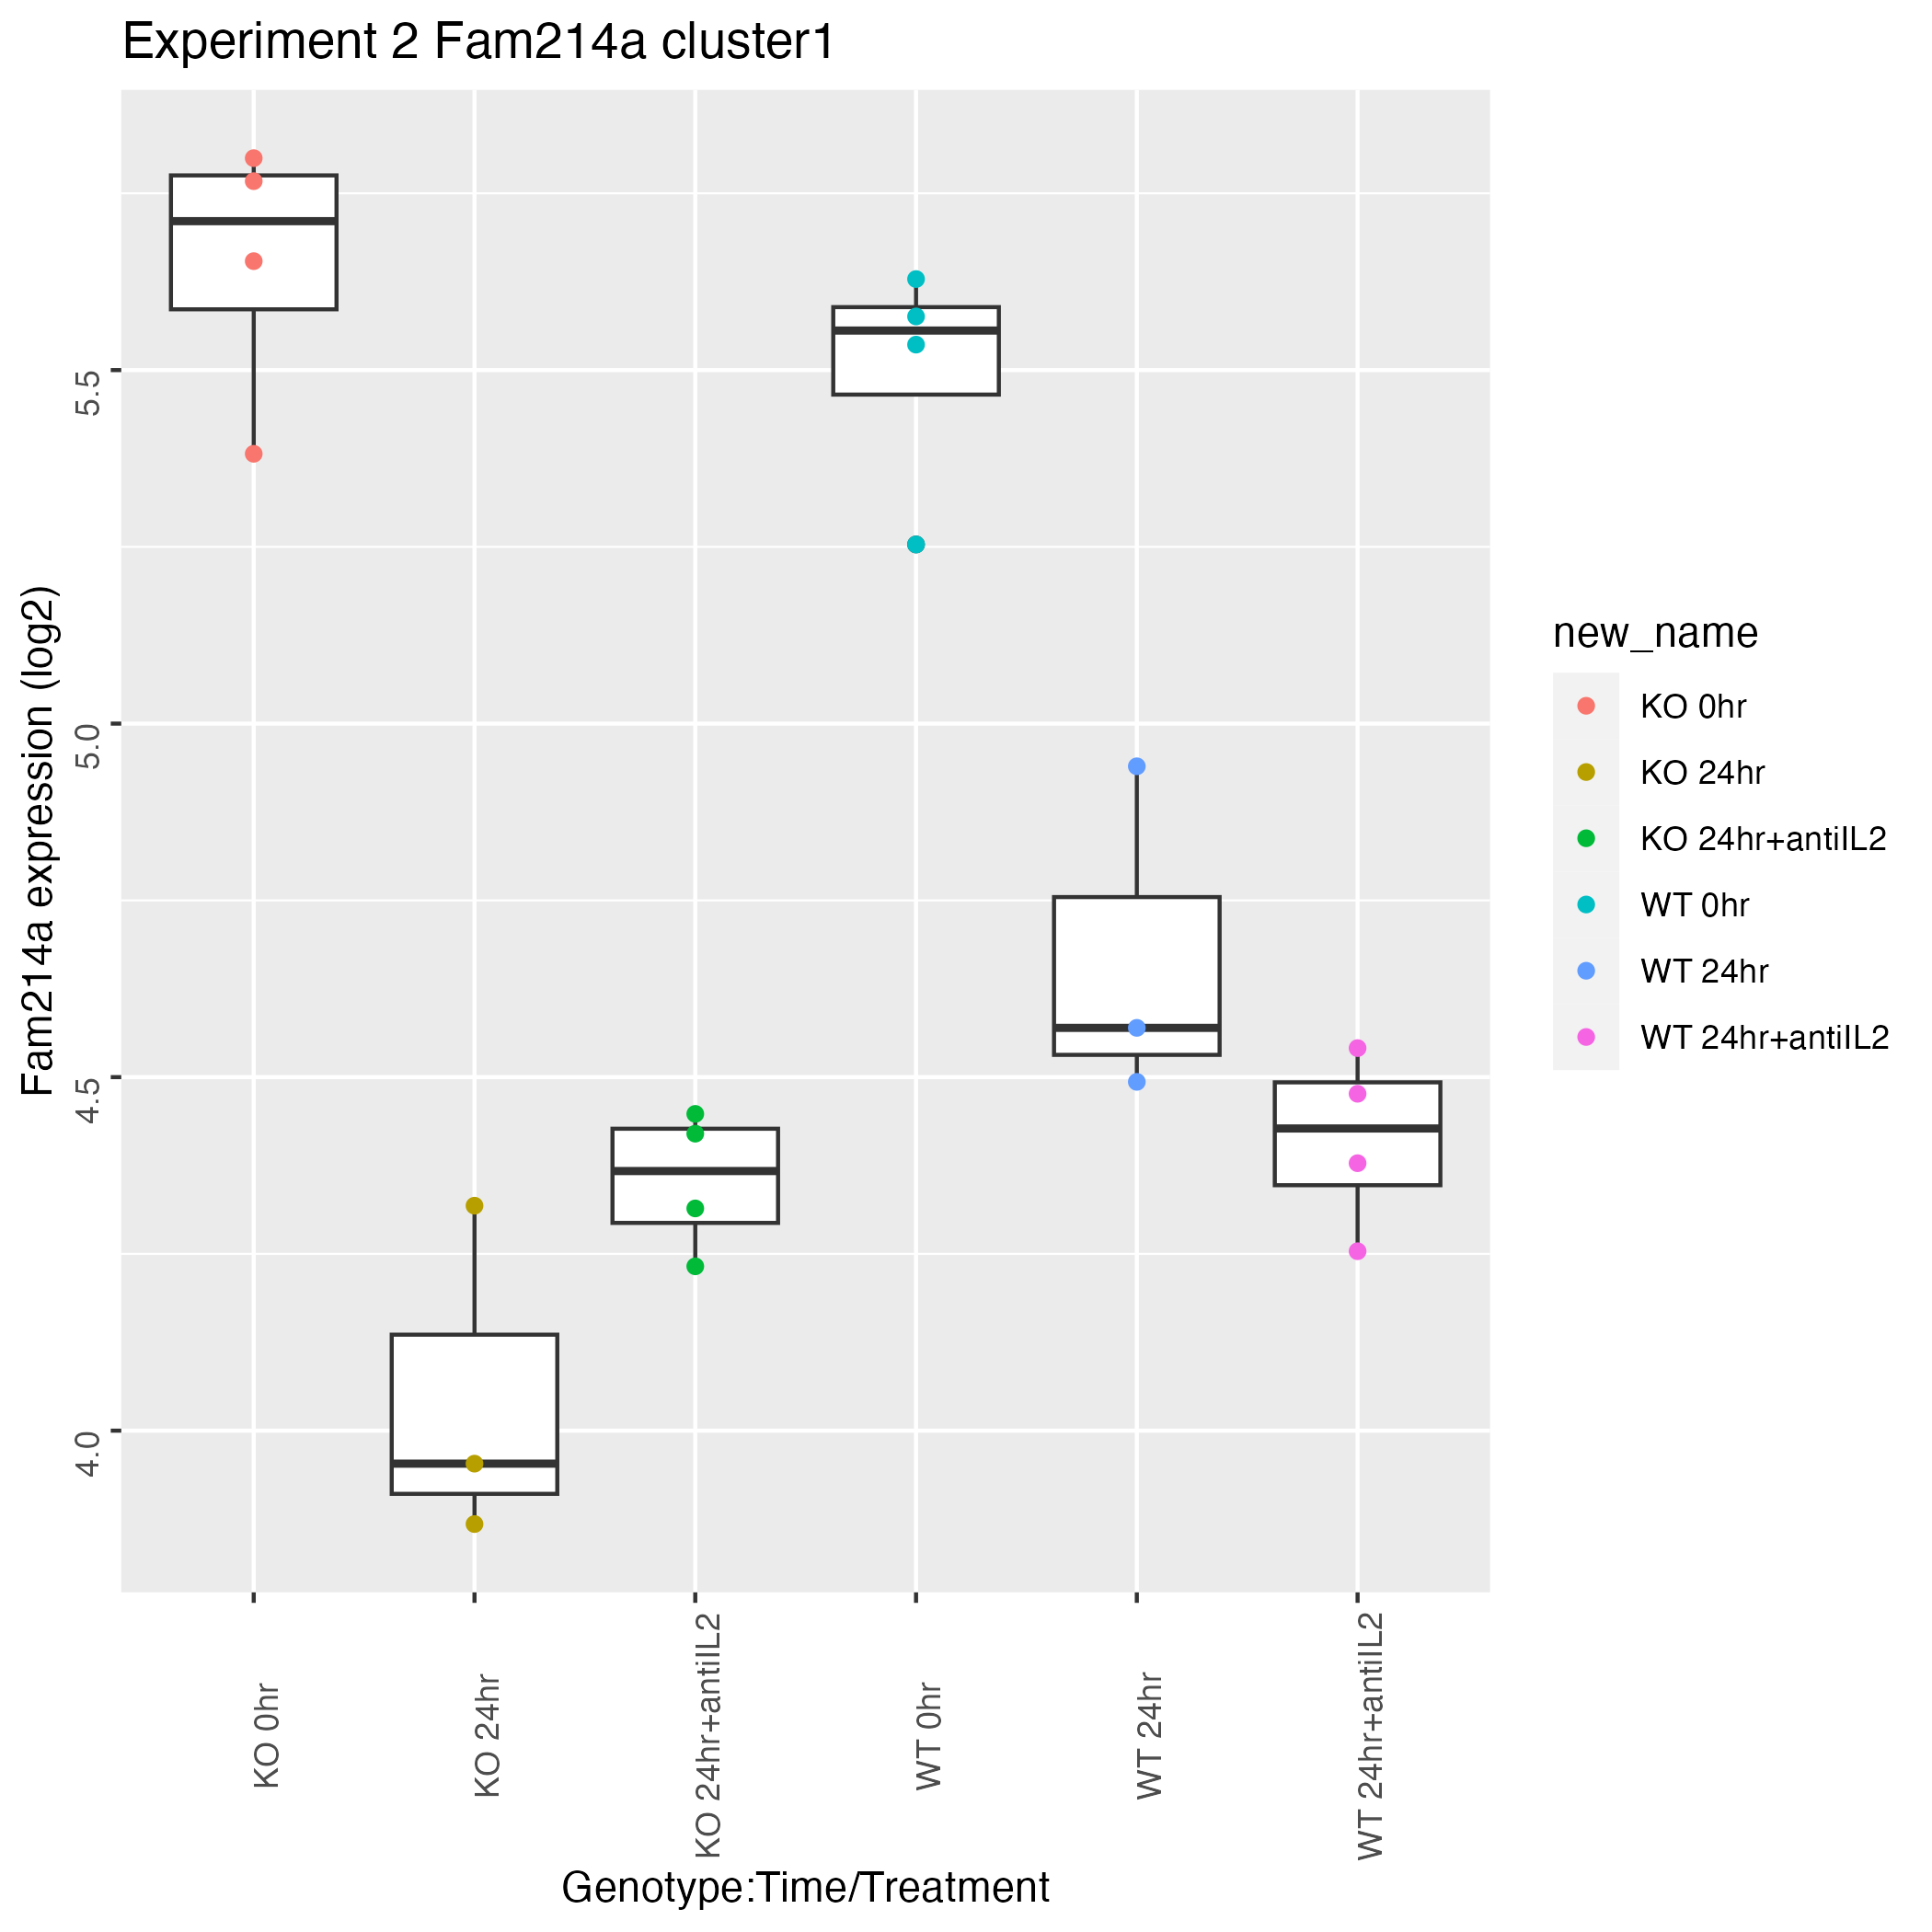 Experiment 2 Fam214a cluster1
Fam214a expression (log2)
5.5
5.0
4.5
4.0
KO 0hr
KO 24hr
KO 24hr+antiIL2
WT 0hr
WT 24hr
WT 24hr+antiIL2
Genotype:Time/Treatment
new_name
KO 0hr
KO 24hr
KO 24hr+antiIL2
WT 0hr
WT 24hr
WT 24hr+antiIL2